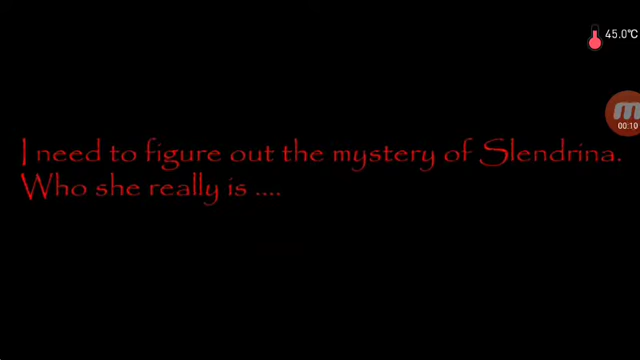 45.0℃
00:10
I need to figure out the mystery of Slendrina.
Who she really is ....